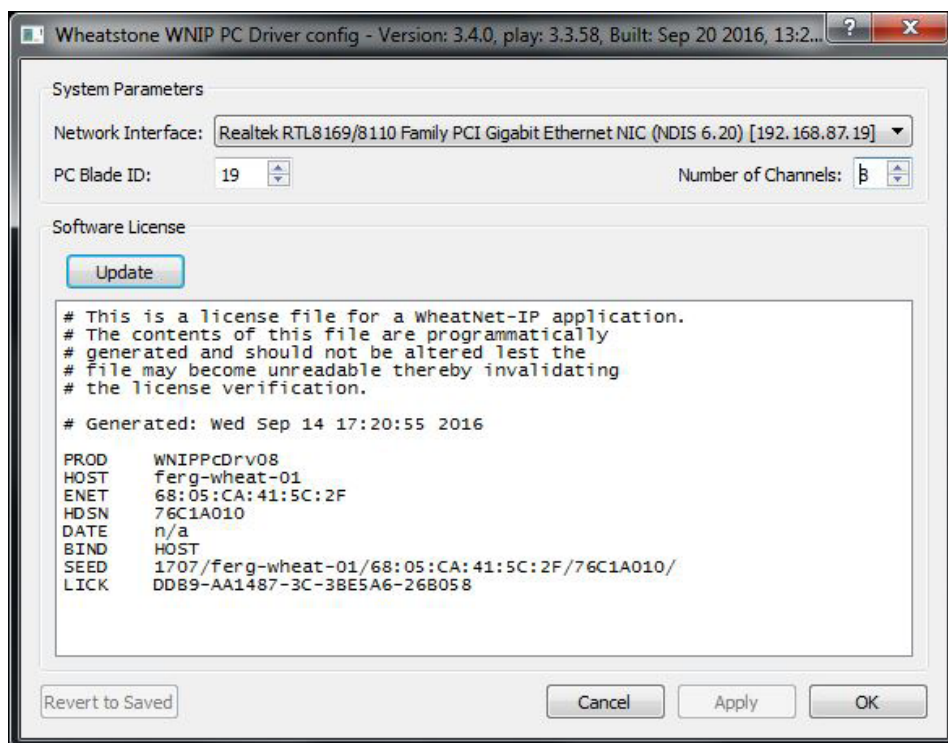 Wheatstone WNIP PC Driver config - Version: 3.4.0, play: 3.3.58, Built: Sep 20 2016, 13:2...
System Parameters
Network Interface: Realtek RTL8169/8110 Family PCI Gigabit Ethernet NIC (NDIS 6.20) [192.168.87.19]
PC Blade ID: 19 Number of Channels: 8
Software License
Update
# This is a license file for a WheatNet-IP application.
# The contents of this file are programmatically
# generated and should not be altered lest the
# file may become unreadable thereby invalidating
# the license verification.
# Generated: Wed Sep 14 17:20:55 2016
PROD WNIPPcDrv08
HOST ferg-wheat-01
ENET 68:05:CA:41:5C:2F
HDSN 76C1A010
DATE n/a
BIND HOST
SEED 1707/ferg-wheat-01/68:05:CA:41:5C:2F/76C1A010/
LICK DDB9-AA1487-3C-3BE5A6-26B058
Revert to Saved Cancel Apply OK